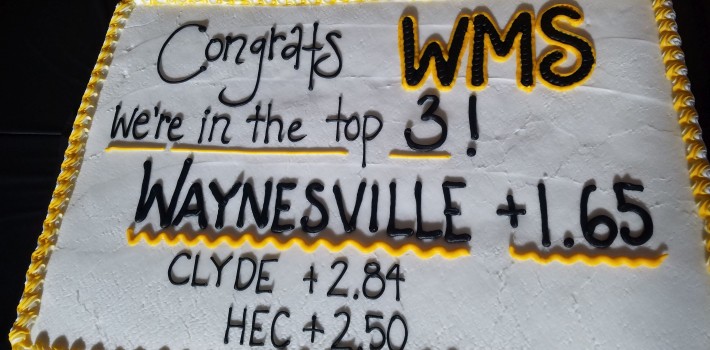 Congrats WMS
we're in the top 3!
WAYNESVILLE +1.65
CLYDE +2.84
HEC +2.50